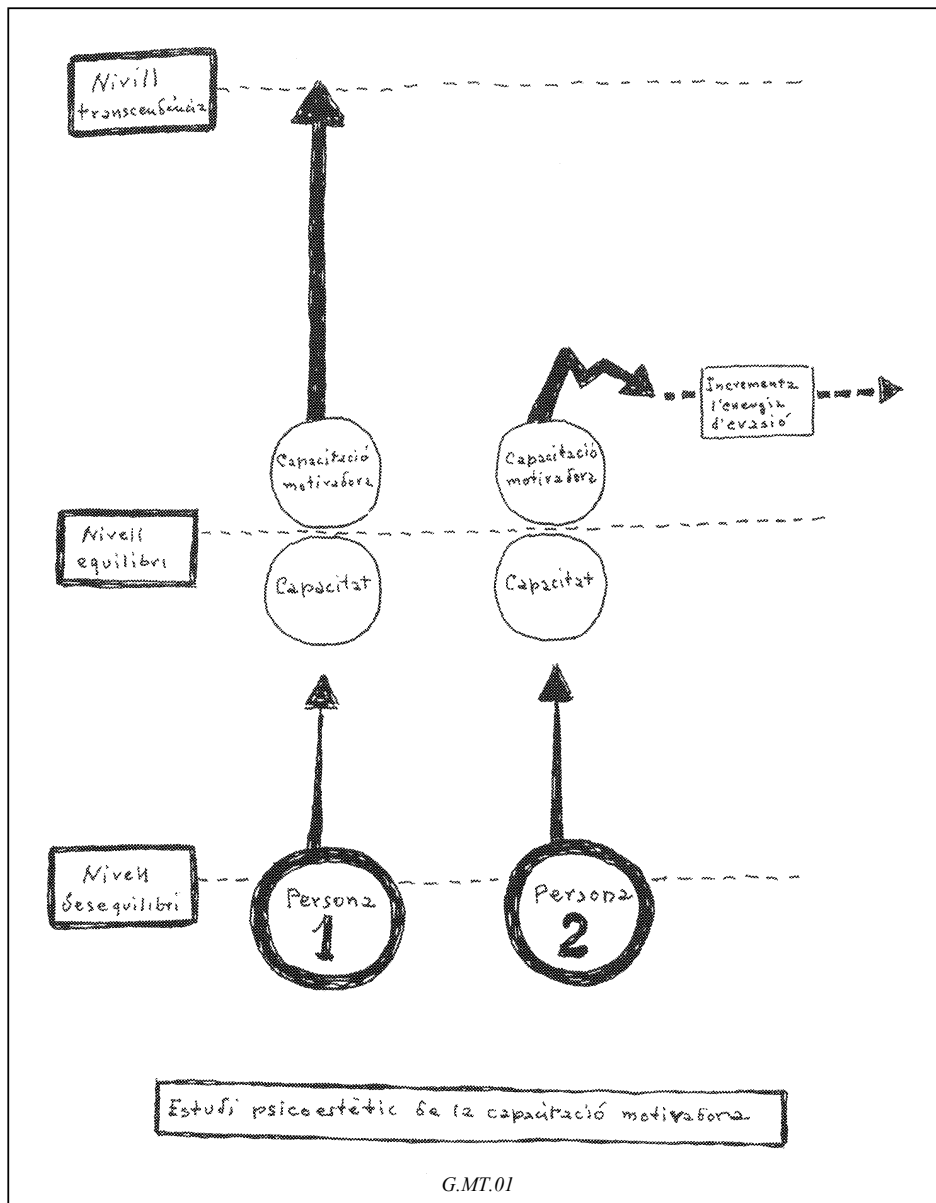 Nivill
transcendència
Incrementa
l'energia
d'evasió
Capacitació
motivadora
Capacitació
motivadora
Nivell
equilibri
Capacitat
Capacitat
Nivell
desequilibri
Persona
1
Persona
2
Estudi psicoestètic de la capacitació motivadora
G.MT.01